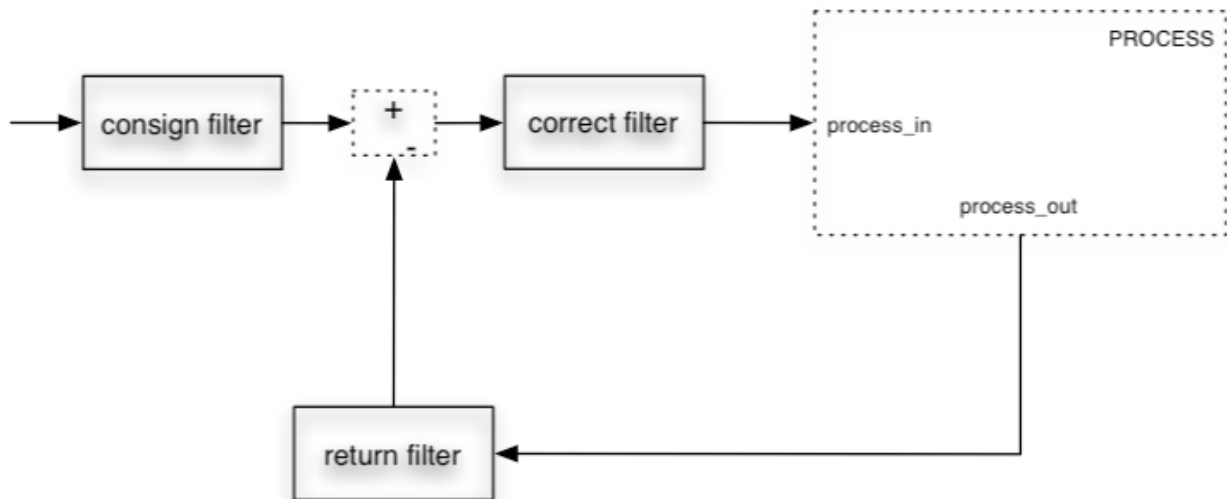 PROCESS
consign filter
+
-
correct filter
process_in
process_out
return filter